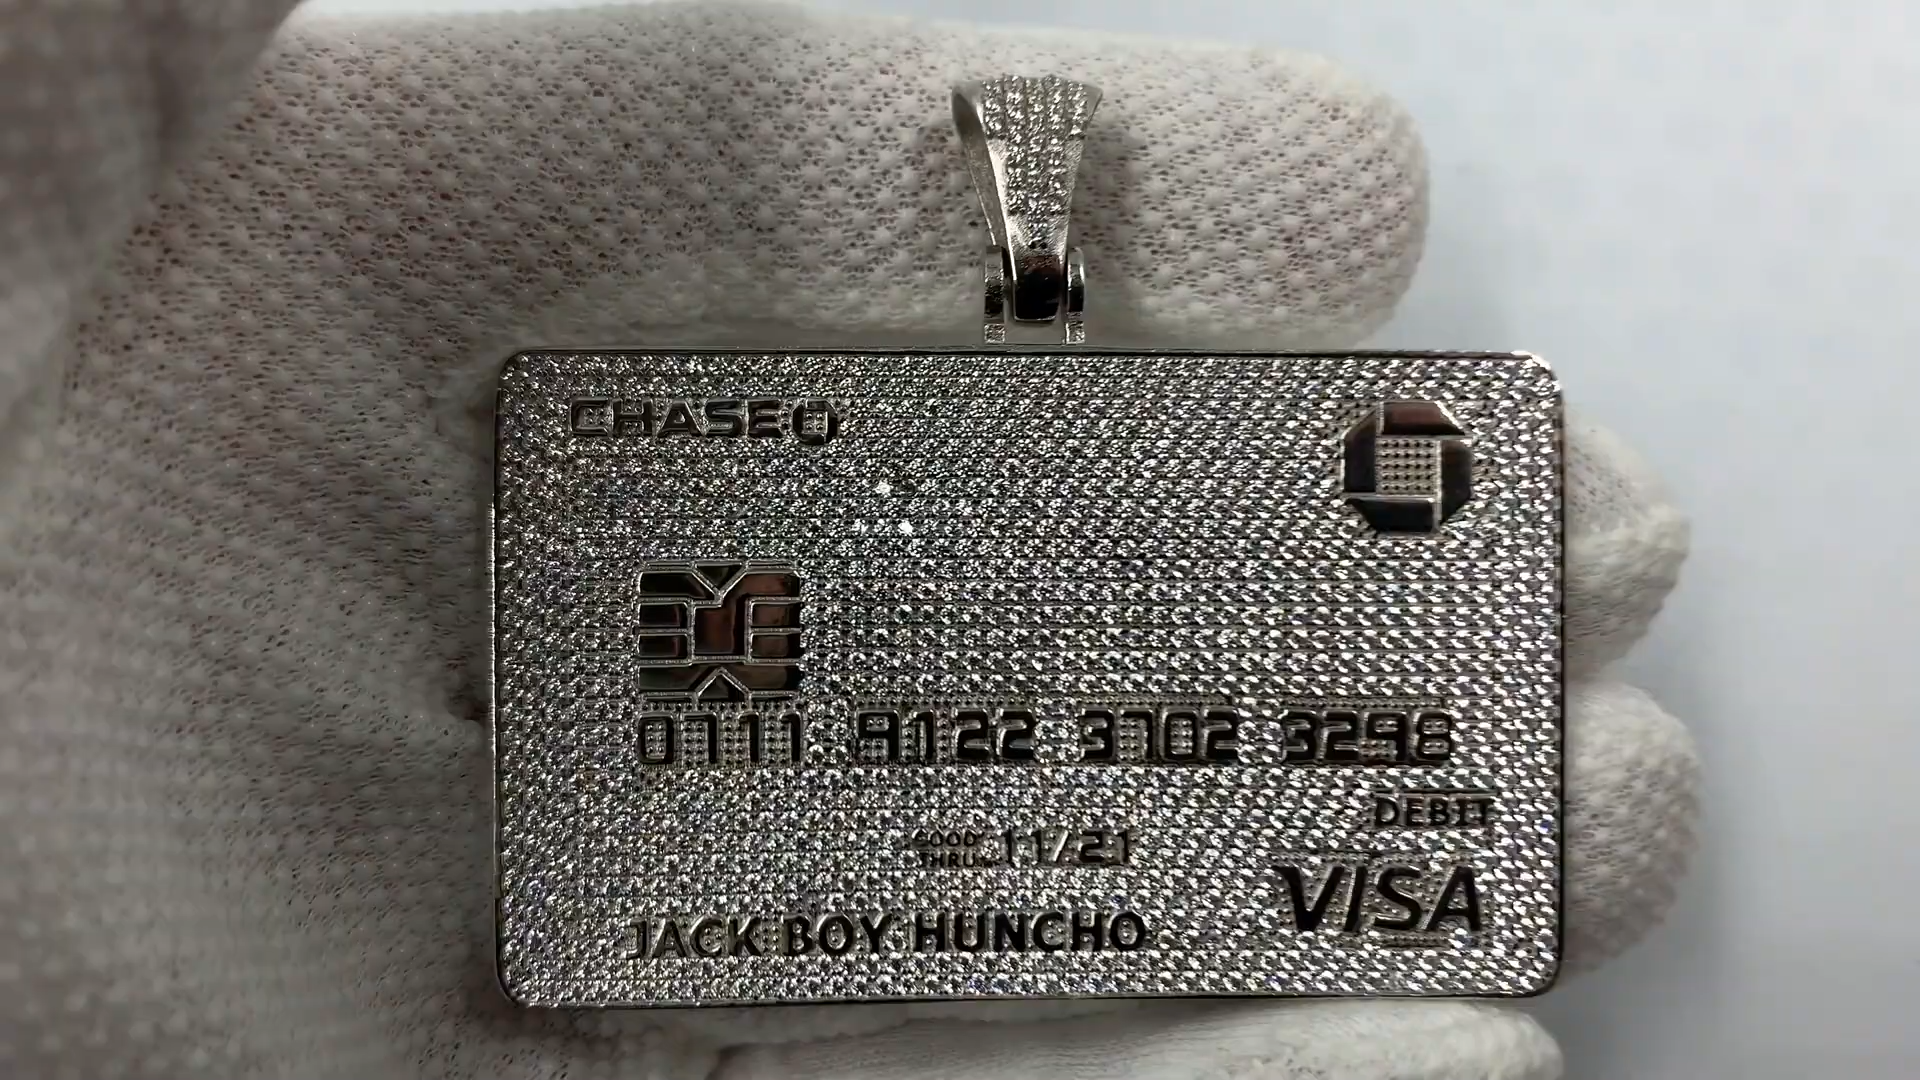 CHASE
0711 9122 3702 3298
DEBIT
GOOD
THRU 11/21
VISA
JACK BOY HUNCHO